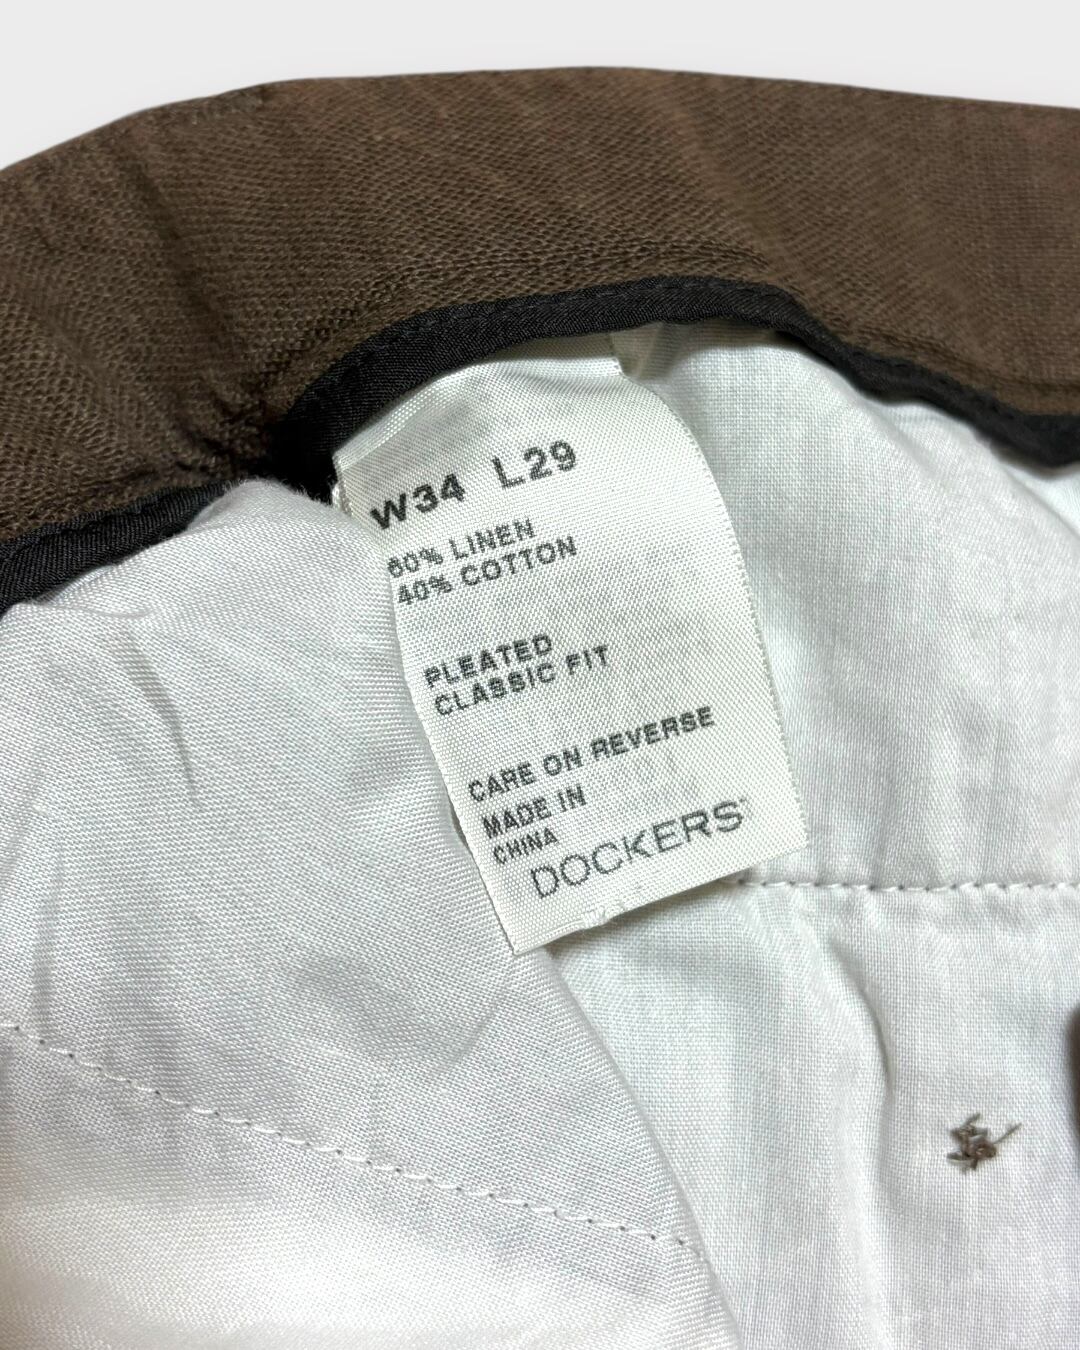 W34 L29
60% LINEN
40% COTTON
PLEATED
CLASSIC FIT
CARE ON REVERSE
MADE IN
CHINA
DOCKERS